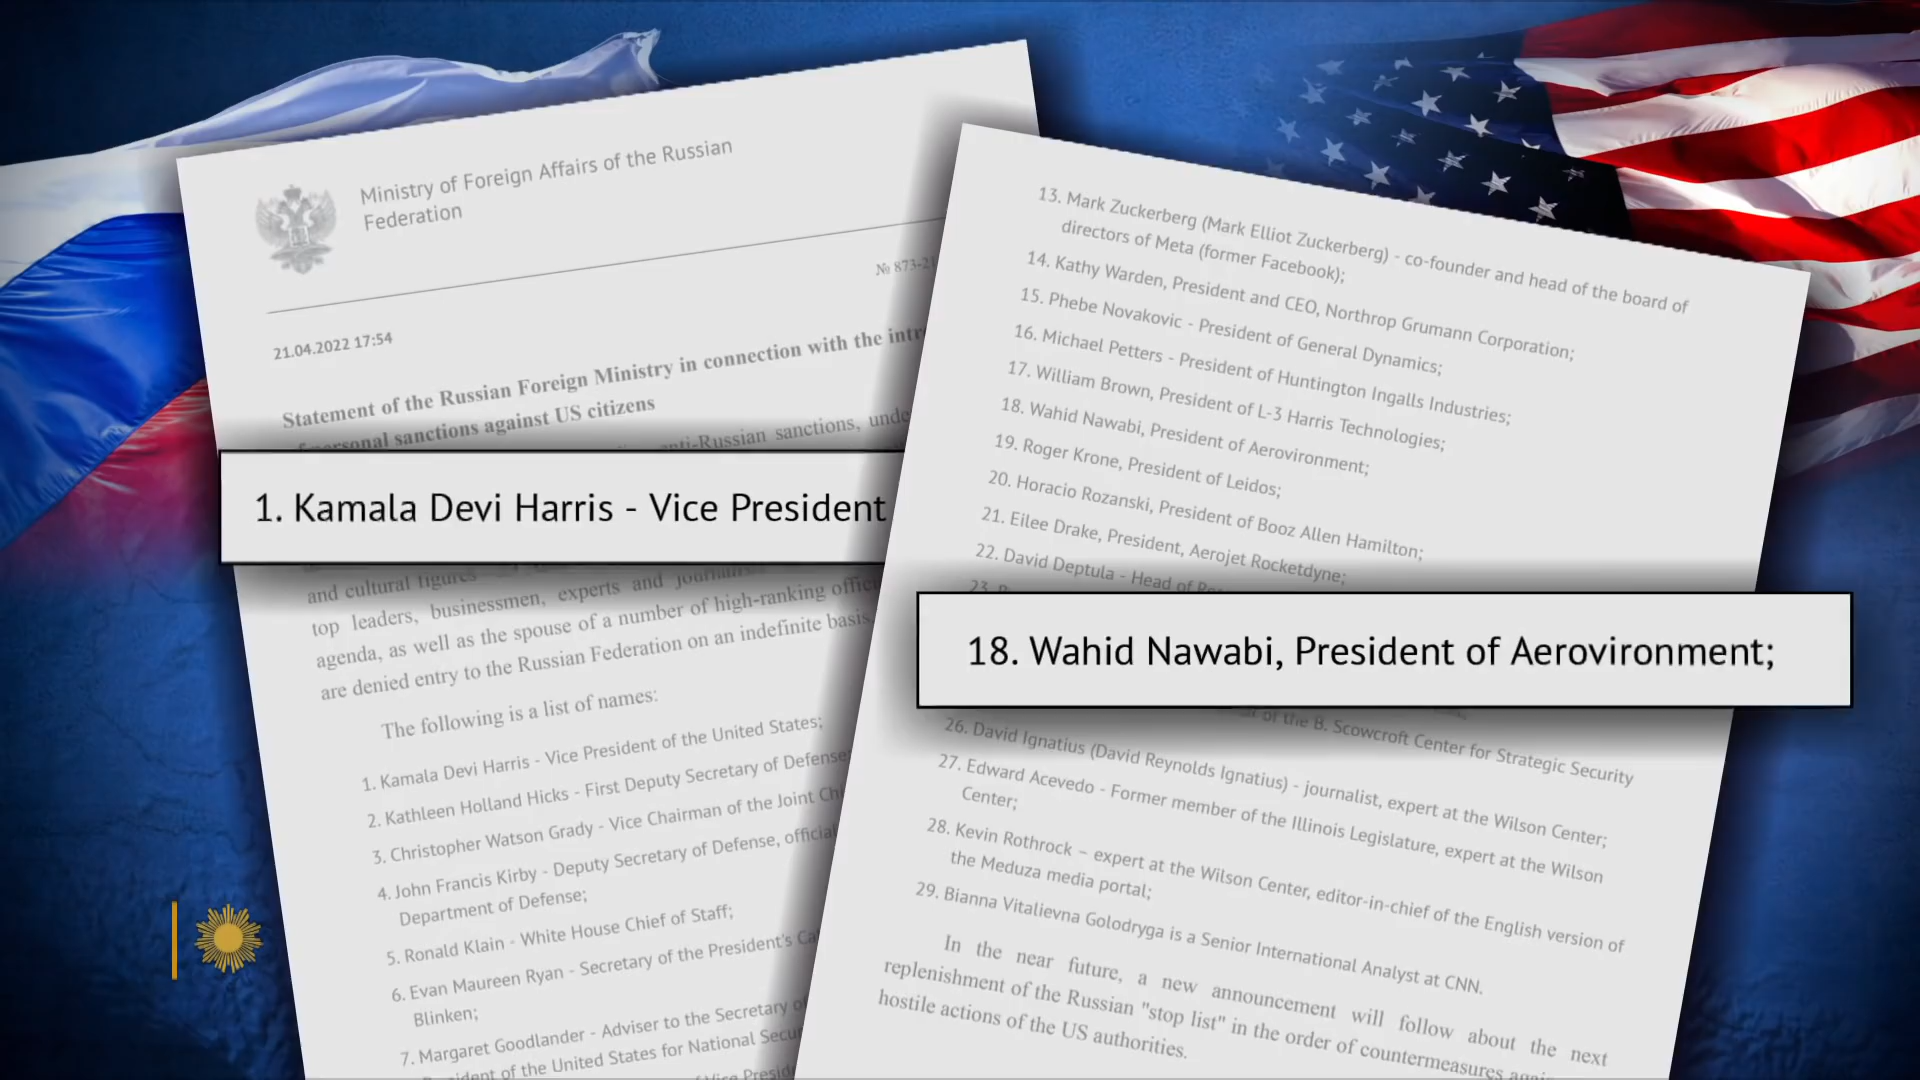 Ministry of Foreign Affairs of the Russian
Federation
№ 873-21
21.04.2022 17:54
Statement of the Russian Foreign Ministry in connection with the
personal sanctions against US citizens
anti-Russian sanctions,
1. Kamala Devi Harris - Vice President
and cultural figures
top leaders, businessmen, experts and
agenda, as well as the spouse of a number of high-ranking
are denied entry to the Russian Federation on an indefinite basis.
The following is a list of names:
1. Kamala Devi Harris - Vice President of the United States;
2. Kathleen Holland Hicks - First Deputy Secretary of Defense
3. Christopher Watson Grady - Vice Chairman of the Joint
4. John Francis Kirby - Deputy Secretary of Defense,
Department of Defense;
5. Ronald Klain - White House Chief of Staff;
6. Evan Maureen Ryan - Secretary of the President's
Blinken;
7. Margaret Goodlander - Adviser to the Secretary
of the United States for National
13. Mark Zuckerberg (Mark Elliot Zuckerberg) - co-founder and head of the board of
directors of Meta (former Facebook);
14. Kathy Warden, President and CEO, Northrop Grumann Corporation;
15. Phebe Novakovic - President of General Dynamics;
16. Michael Petters - President of Huntington Ingalls Industries;
17. William Brown, President of L-3 Harris Technologies;
18. Wahid Nawabi, President of Aerovironment;
19. Roger Krone, President of Leidos;
20. Horacio Rozanski, President of Booz Allen Hamilton;
21. Eilee Drake, President, Aerojet Rocketdyne;
22. David Deptula - Head of
23.
18. Wahid Nawabi, President of Aerovironment;
of the B. Scowcroft Center for Strategic Security
26. David Ignatius (David Reynolds Ignatius) - journalist, expert at the Wilson Center;
27. Edward Acevedo - Former member of the Illinois Legislature, expert at the Wilson
Center;
28. Kevin Rothrock – expert at the Wilson Center, editor-in-chief of the English version of
the Meduza media portal;
29. Bianna Vitalievna Golodryga is a Senior International Analyst at CNN.
In the near future, a new announcement will follow about the next
replenishment of the Russian "stop list" in the order of countermeasures
hostile actions of the US authorities.